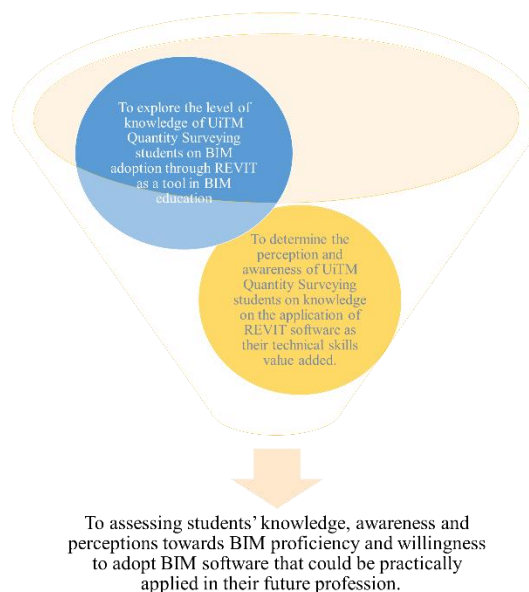 To explore the level of
knowledge of UiTM
Quantity Surveying
students on BIM
adoption through REVIT
as a tool in BIM
education
To determine the
perception and
awareness of UiTM
Quantity Surveying
students on knowledge
on the application of
REVIT software as
their technical skills
value added.
To assessing students’ knowledge, awareness and
perceptions towards BIM proficiency and willingness
to adopt BIM software that could be practically
applied in their future profession.